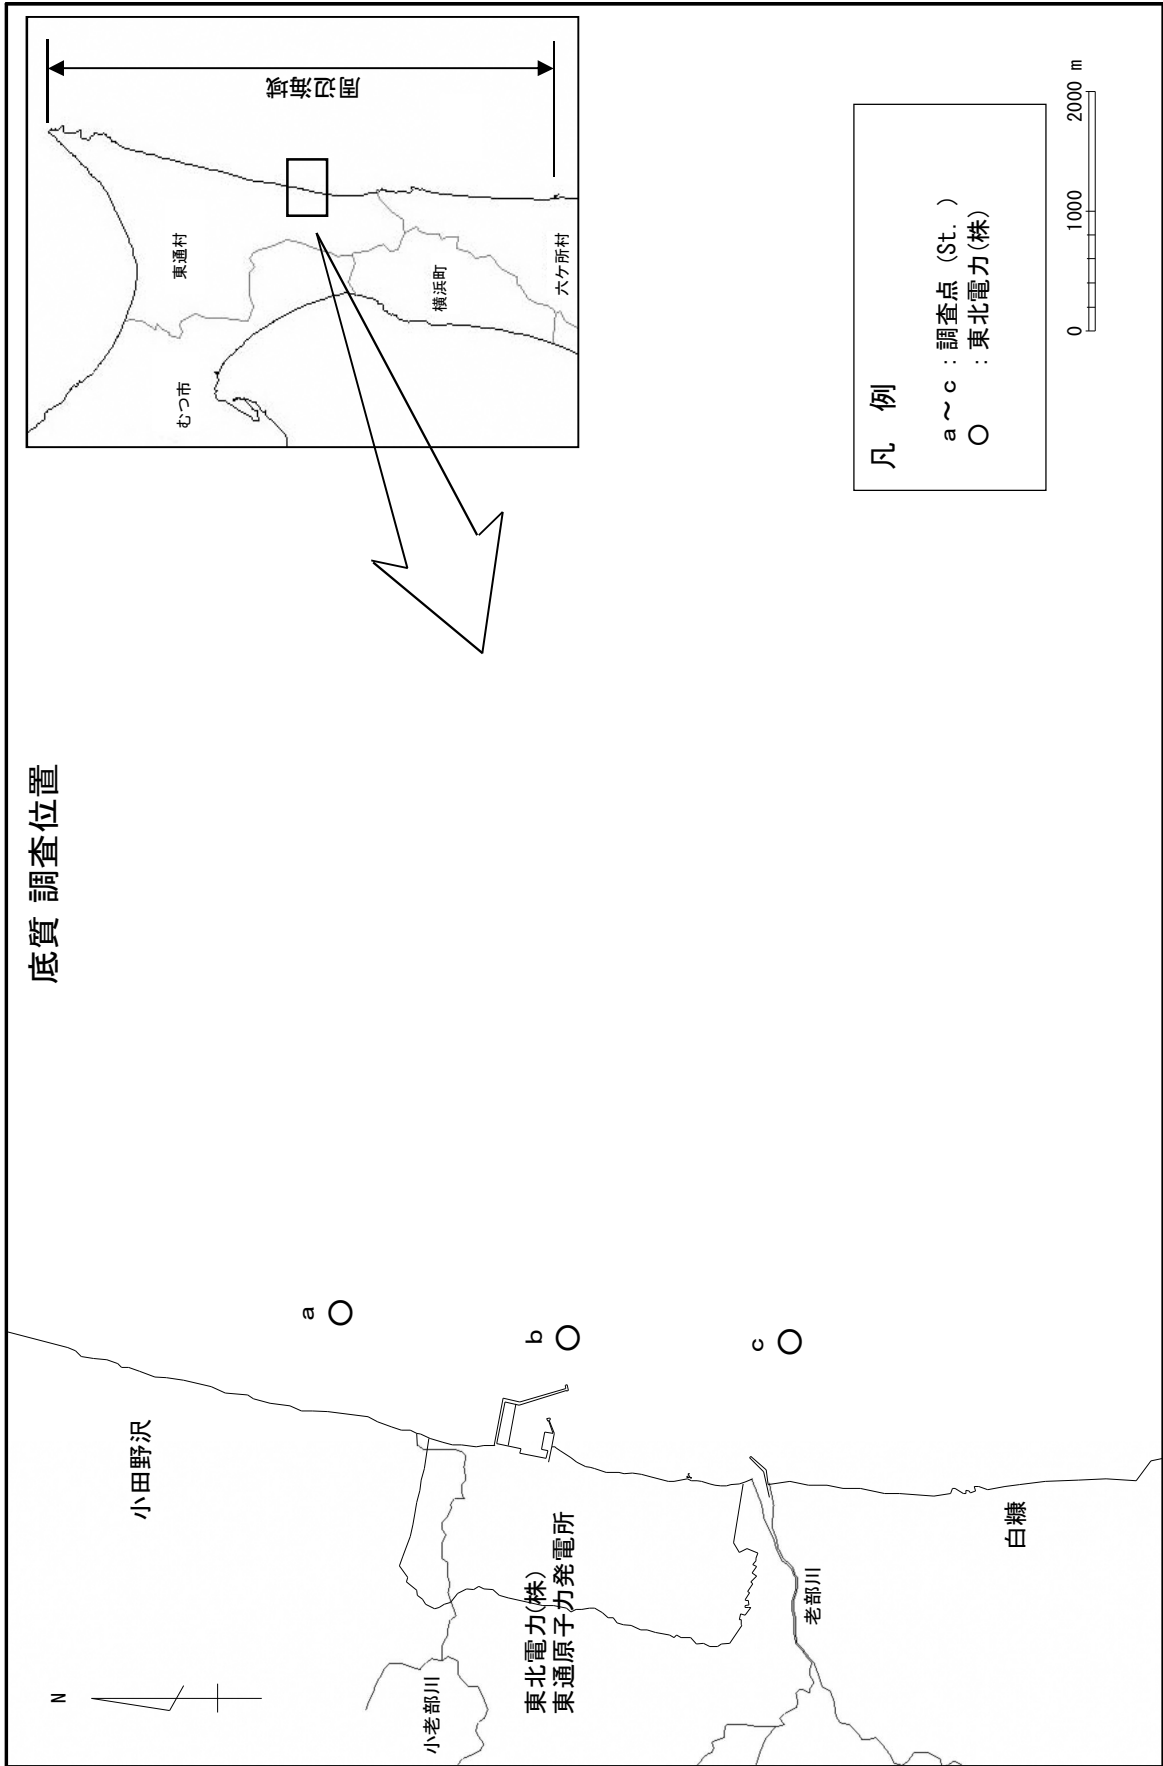 底質 調査位置
N
小田野沢
a
b
c
小老部川
東北電力(株)
東通原子力発電所
老部川
白糠
周辺海域
東通村
むつ市
横浜町
六ケ所村
凡 例
a～c ： 調査点 (St. )
○ ： 東北電力(株)
0 1000 2000 m